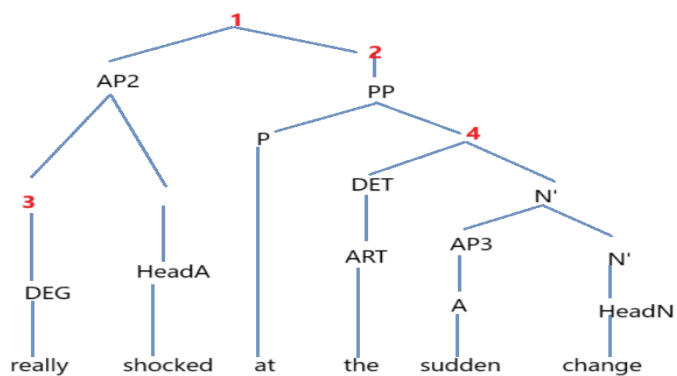 1
2
AP2
PP
P
4
DET
N'
3
AP3
ART
N'
HeadA
DEG
A
HeadN
really shocked at the sudden change